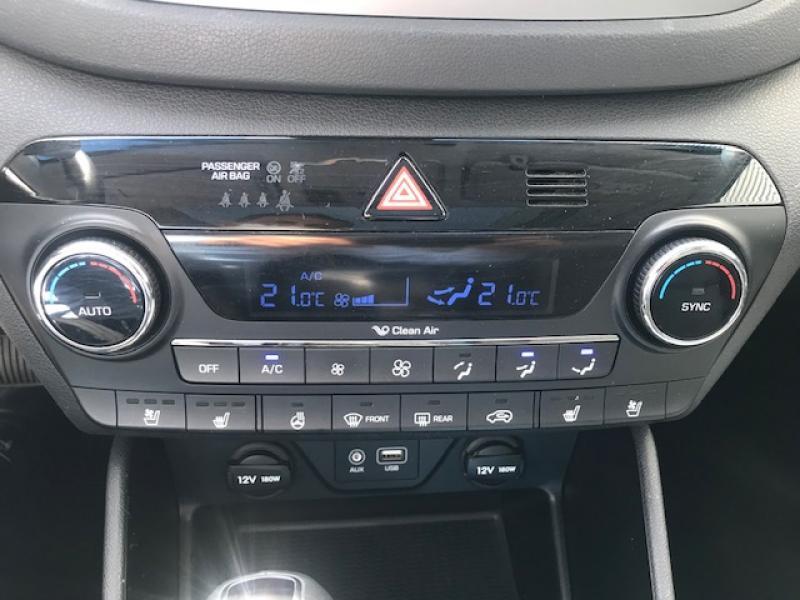 PASSENGER
AIR BAG
ON OFF
A/C
21.0°C 21.0°C
AUTO
SYNC
Clean Air
OFF A/C
FRONT REAR
AUX USB
12V 180W 12V 180W